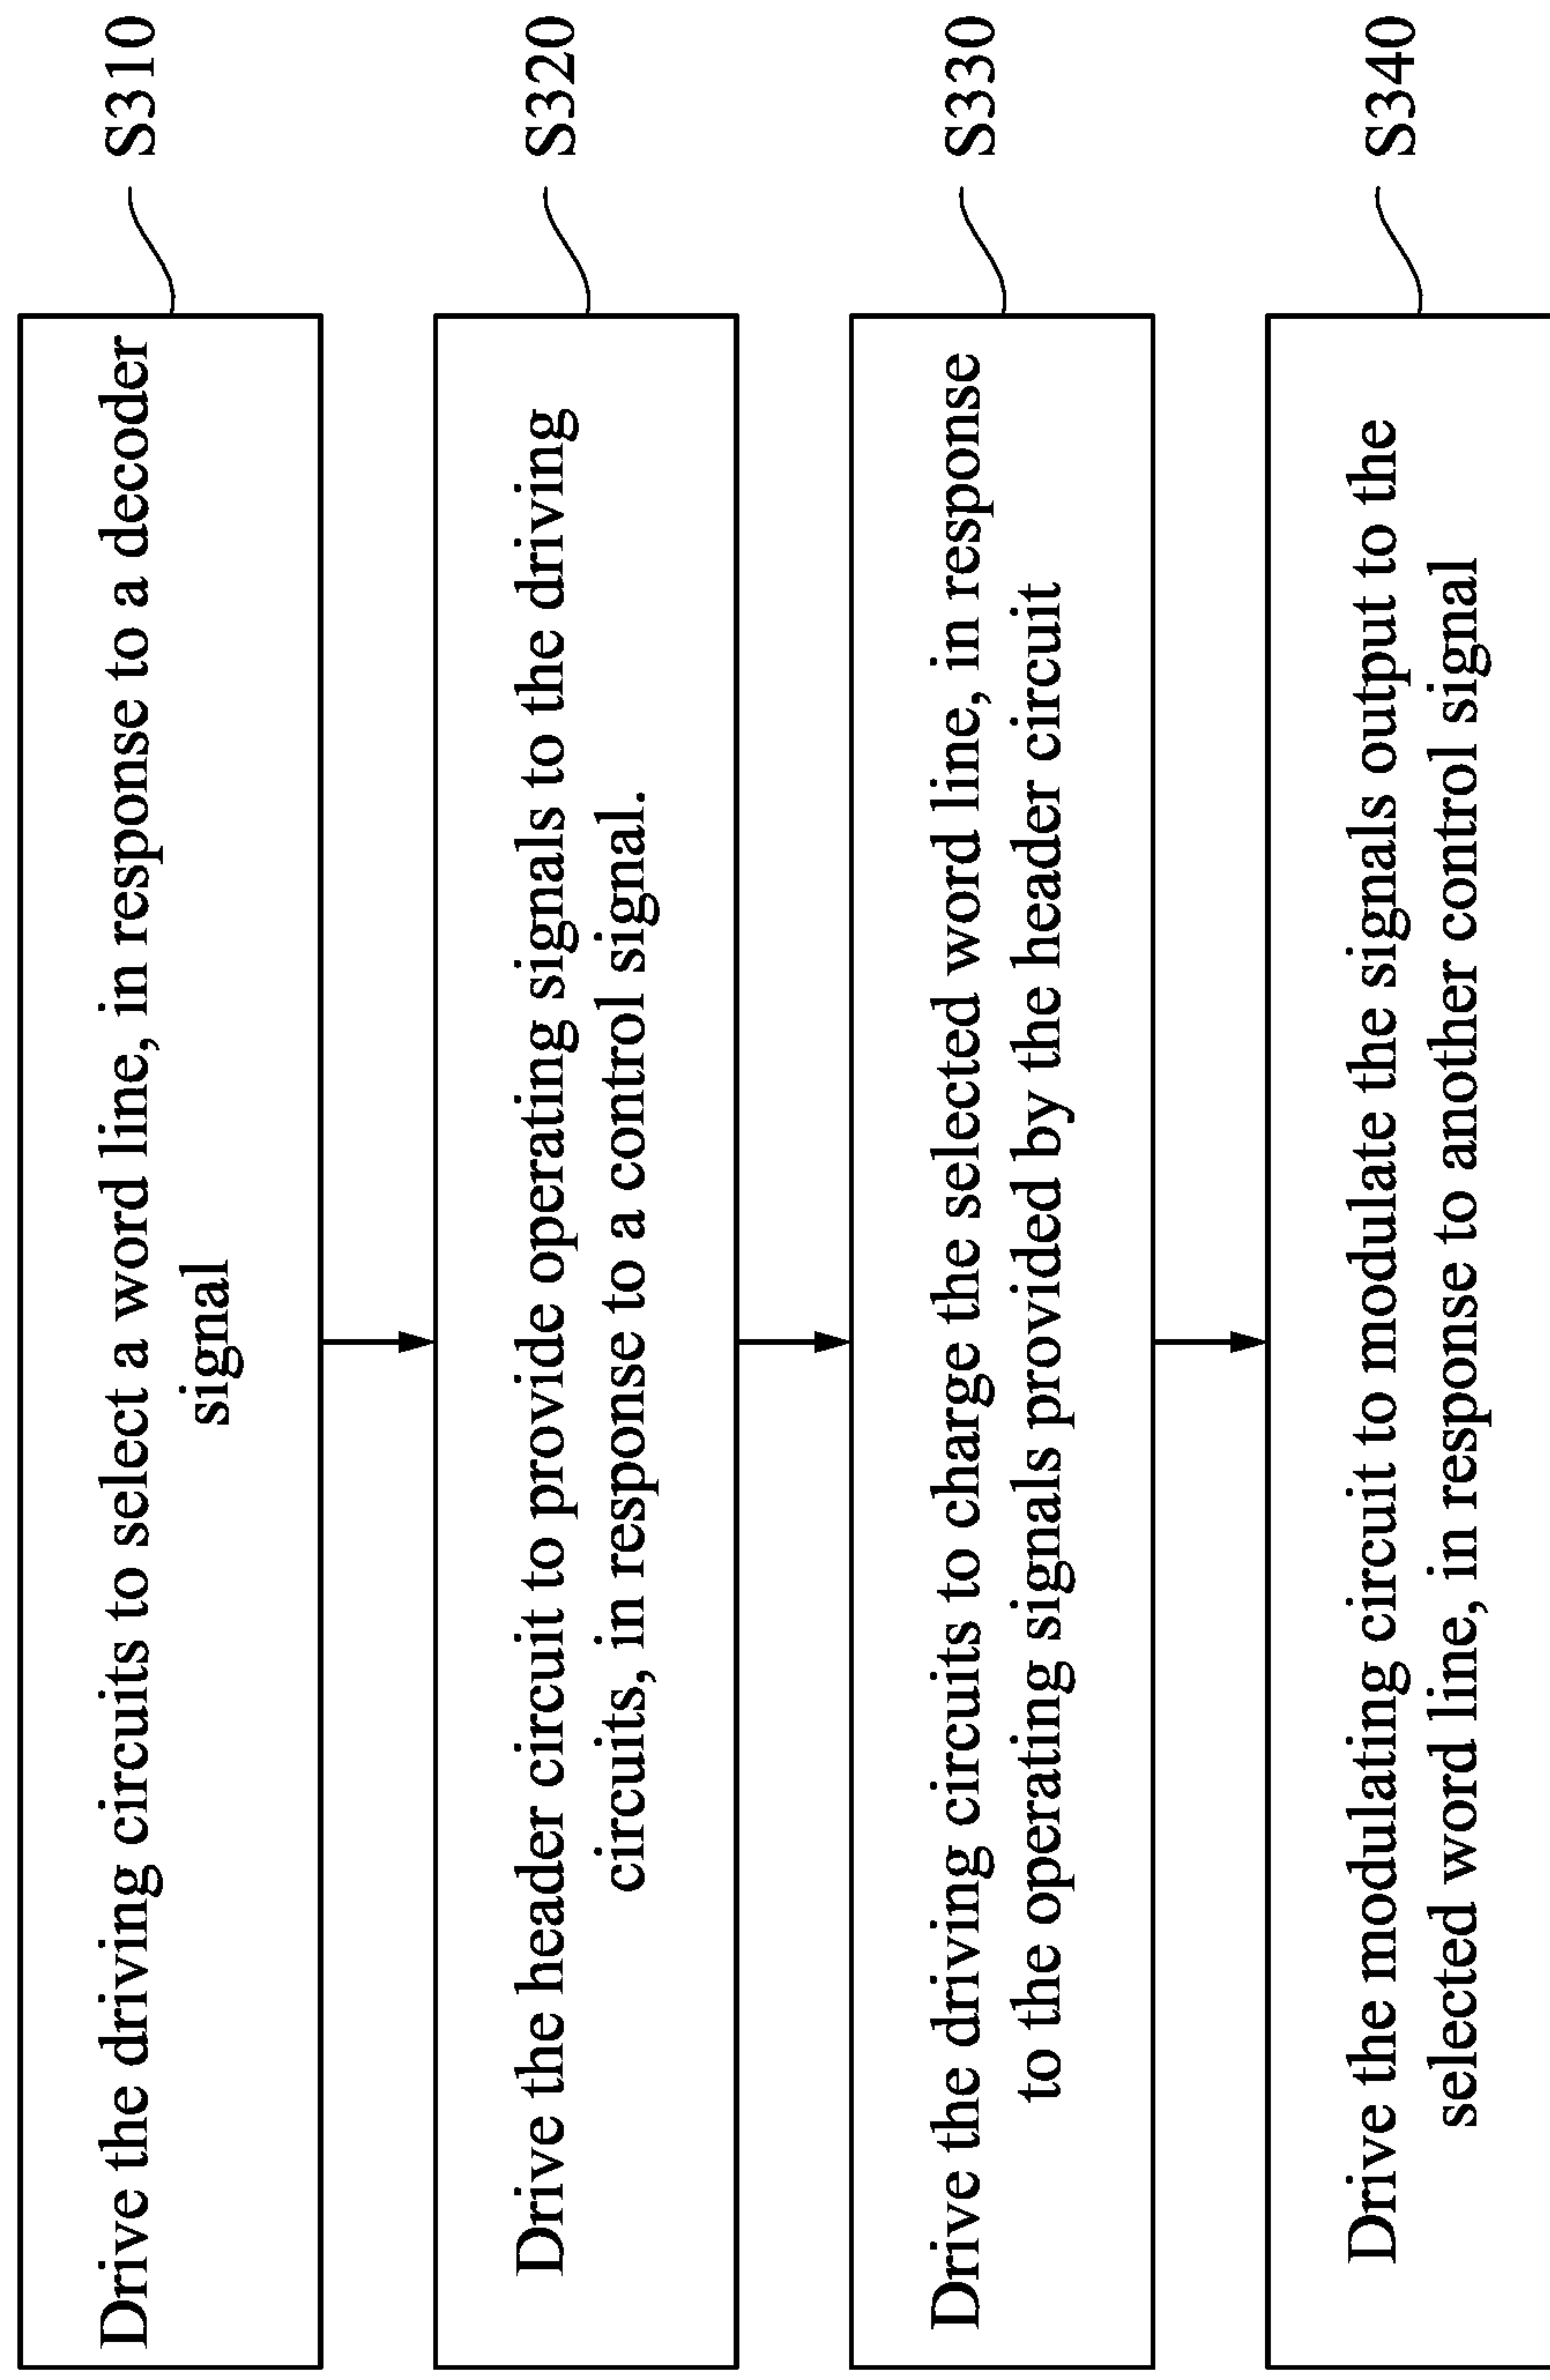 Drive the driving circuits to select a word line, in response to a decoder
signal
S310
Drive the header circuit to provide operating signals to the driving
circuits, in response to a control signal.
S320
Drive the driving circuits to charge the selected word line, in response
to the operating signals provided by the header circuit
S330
Drive the modulating circuit to modulate the signals output to the
selected word line, in response to another control signal
S340